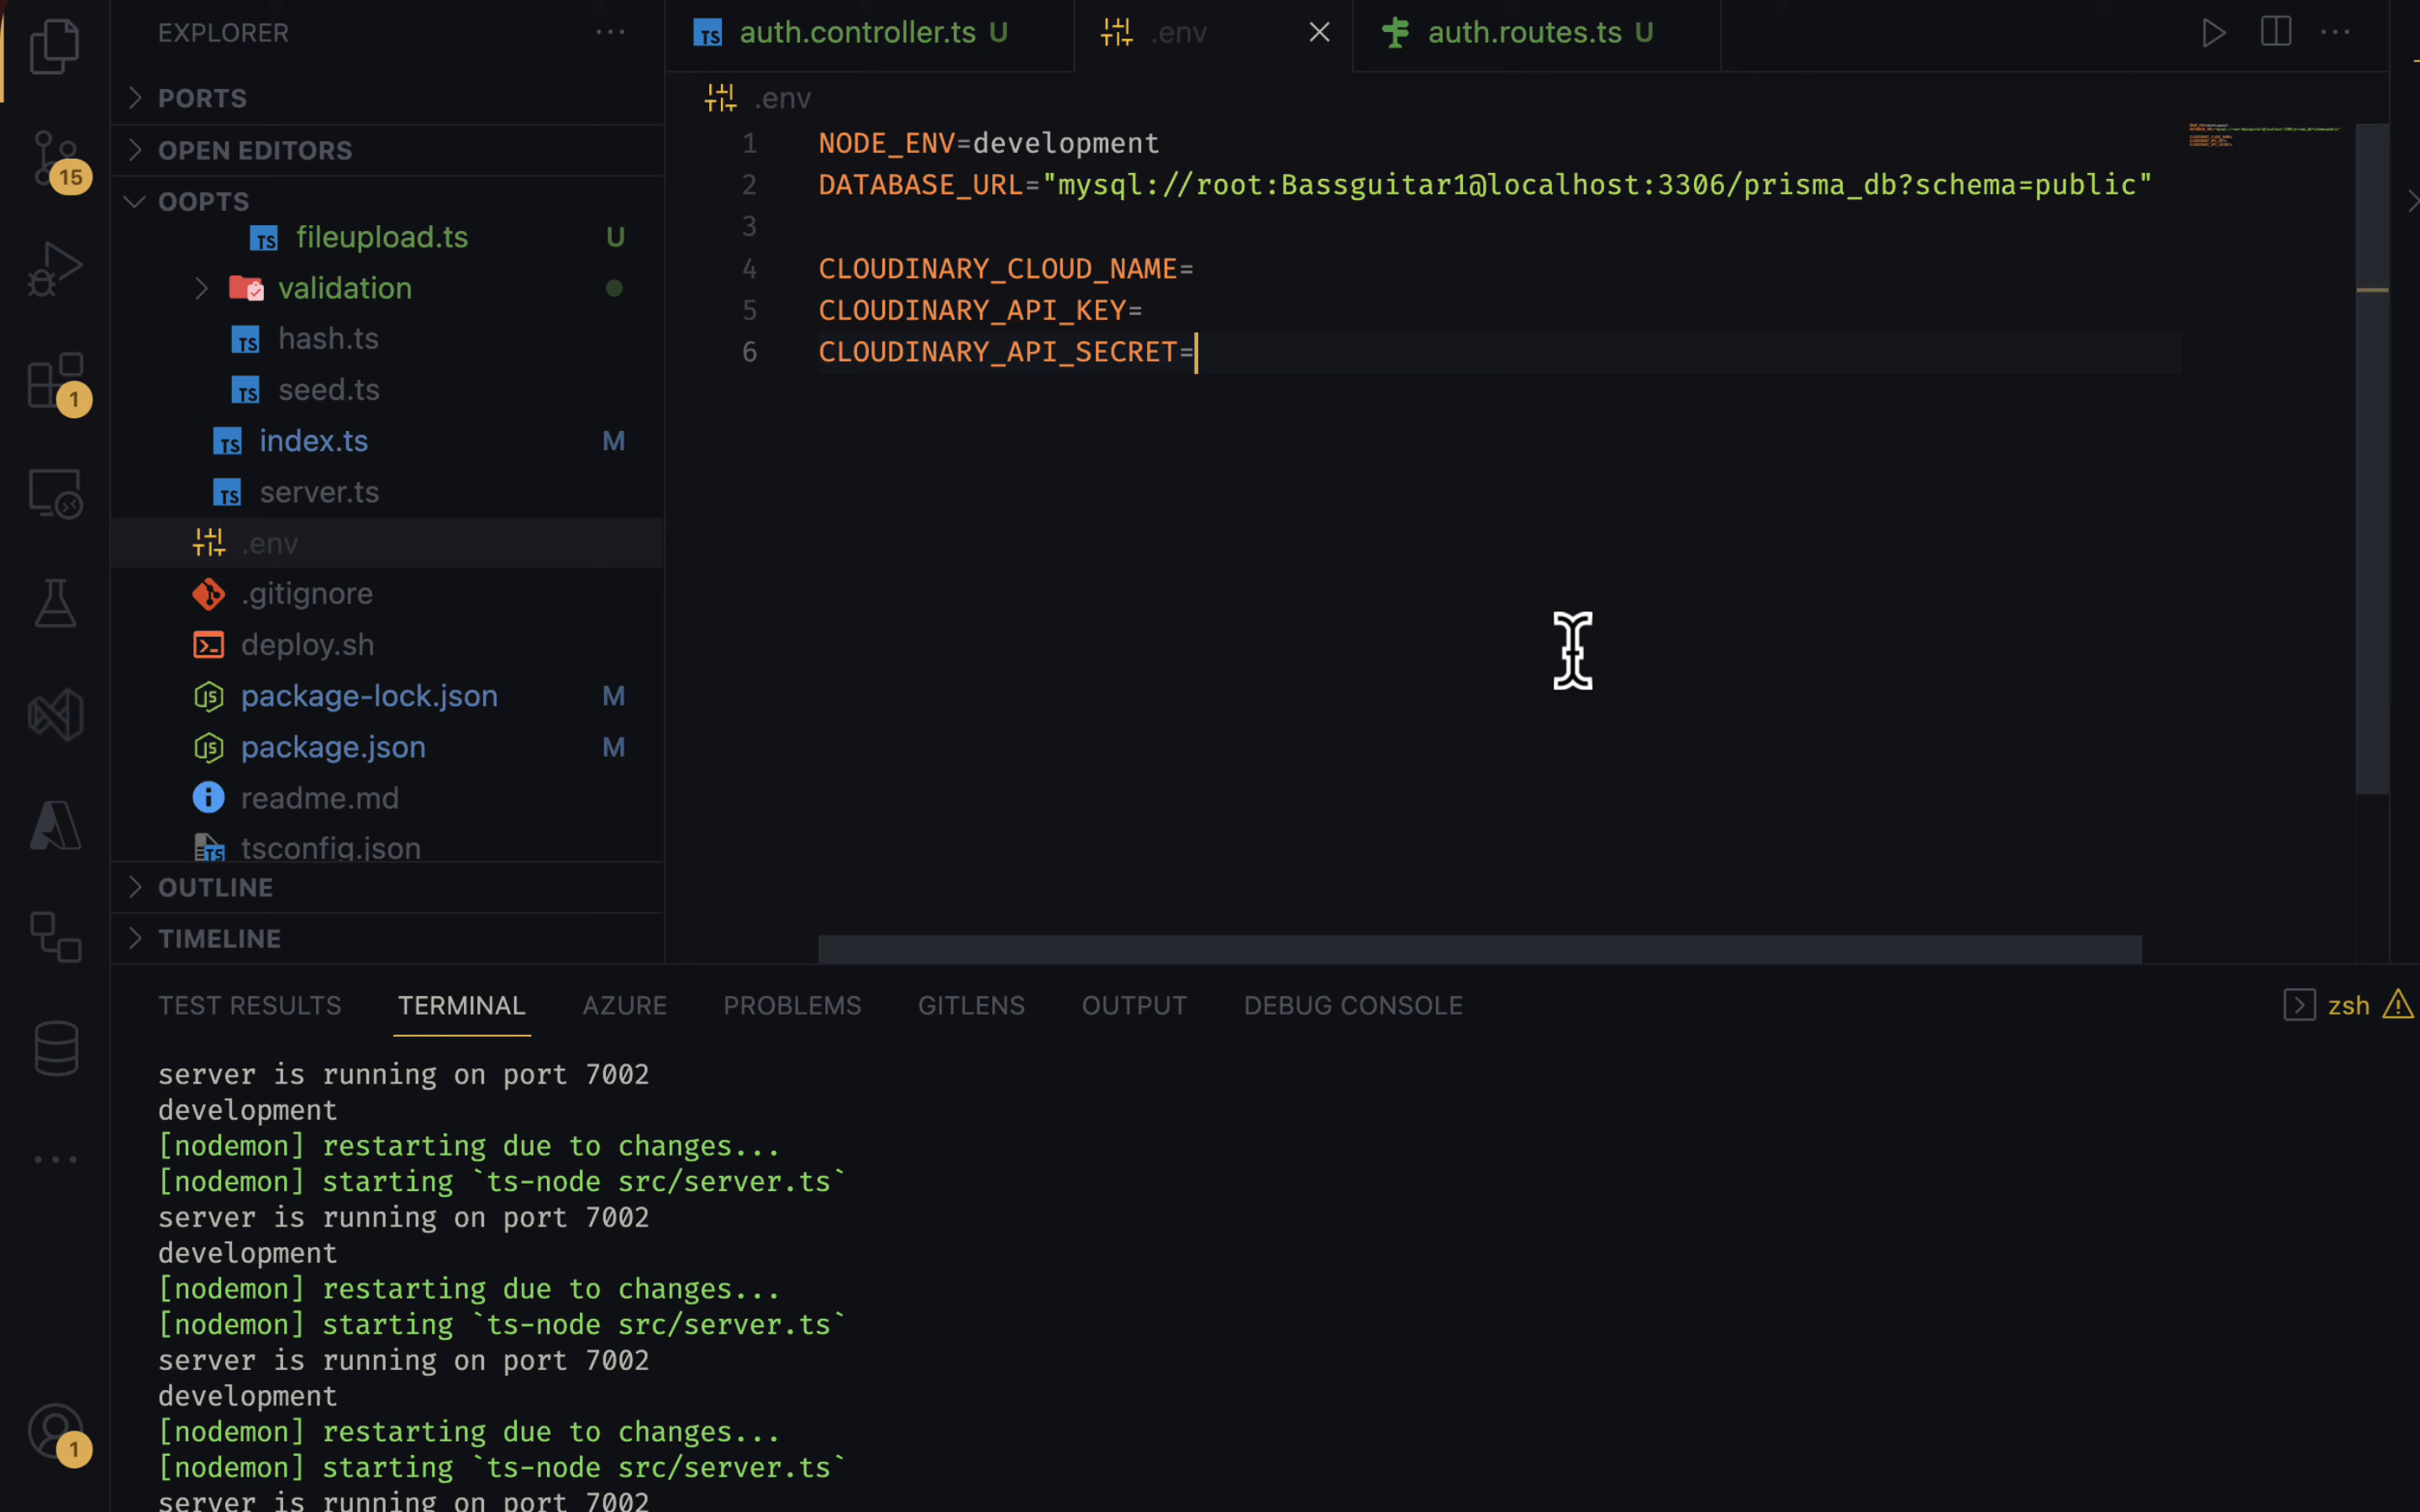 EXPLORER
PORTS
OPEN EDITORS
OOPTS
fileupload.ts U
validation
hash.ts
seed.ts
index.ts M
server.ts
.env
.gitignore
deploy.sh
package-lock.json M
package.json M
readme.md
tsconfig.json
OUTLINE
TIMELINE
15
1
1
auth.controller.ts U
.env
auth.routes.ts U
.env
1 NODE_ENV=development
2 DATABASE_URL="mysql://root:Bassguitar1@localhost:3306/prisma_db?schema=public"
3
4 CLOUDINARY_CLOUD_NAME=
5 CLOUDINARY_API_KEY=
6 CLOUDINARY_API_SECRET=
TEST RESULTS TERMINAL AZURE PROBLEMS GITLENS OUTPUT DEBUG CONSOLE
zsh
server is running on port 7002
development
[nodemon] restarting due to changes...
[nodemon] starting `ts-node src/server.ts`
server is running on port 7002
development
[nodemon] restarting due to changes...
[nodemon] starting `ts-node src/server.ts`
server is running on port 7002
development
[nodemon] restarting due to changes...
[nodemon] starting `ts-node src/server.ts`
server is running on port 7002